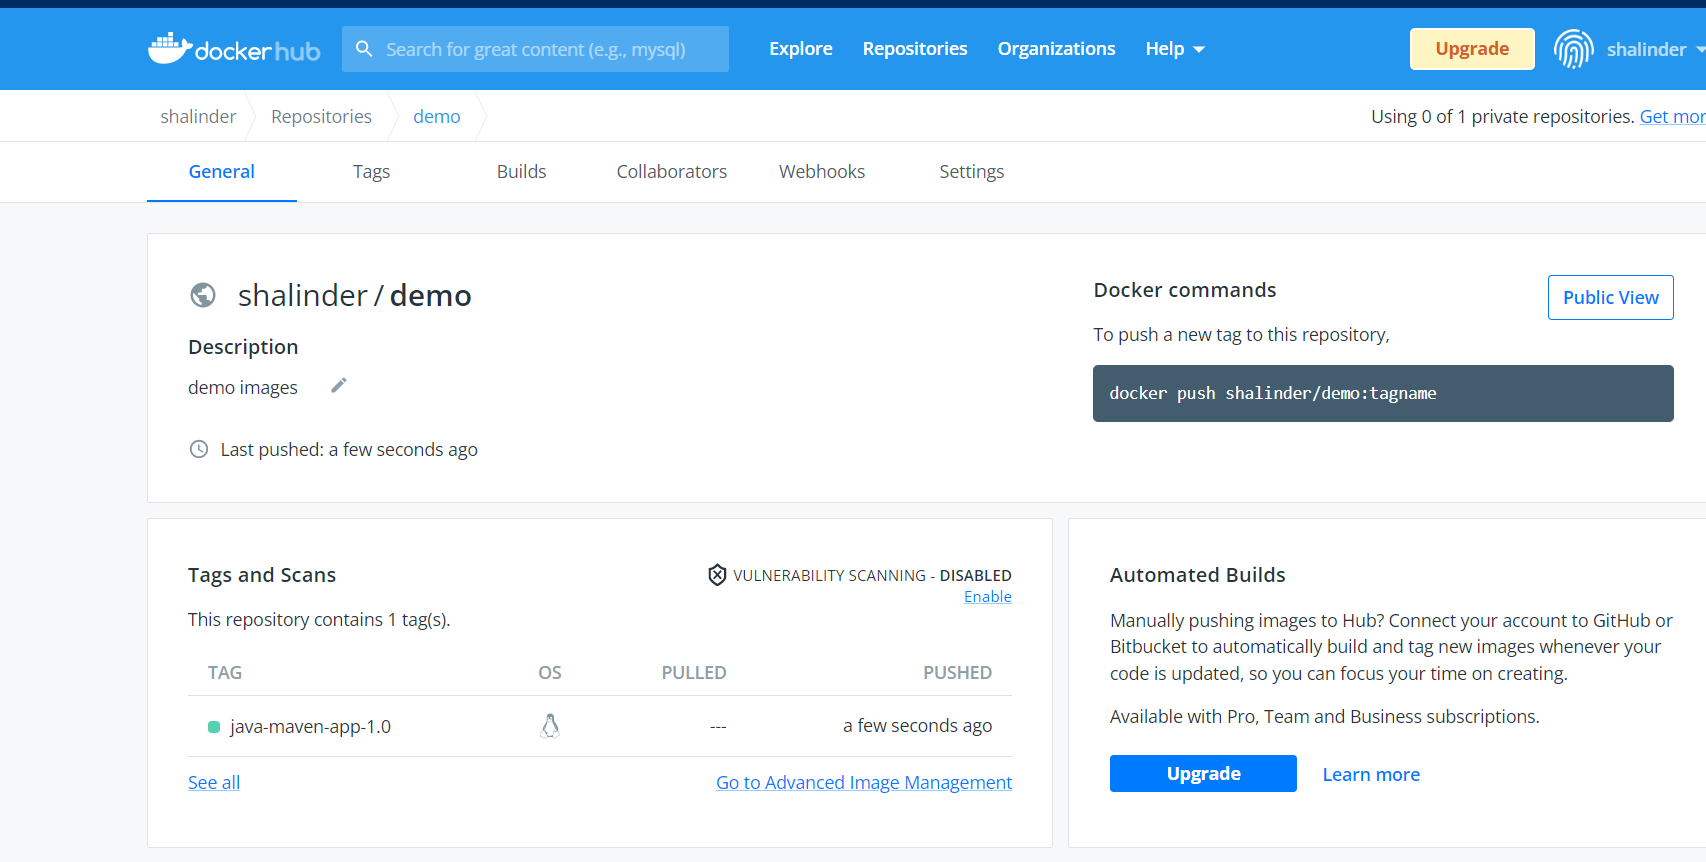 docker hub
Search for great content (e.g., mysql)
Explore
Repositories
Organizations
Help
Upgrade
shalinder
shalinder
Repositories
demo
Using 0 of 1 private repositories. Get mor
General
Tags
Builds
Collaborators
Webhooks
Settings
shalinder / demo
Description
demo images
Last pushed: a few seconds ago
Docker commands
Public View
To push a new tag to this repository,
docker push shalinder/demo:tagname
Tags and Scans
VULNERABILITY SCANNING - DISABLED
Enable
This repository contains 1 tag(s).
TAG OS PULLED PUSHED
java-maven-app-1.0 --- a few seconds ago
See all
Go to Advanced Image Management
Automated Builds
Manually pushing images to Hub? Connect your account to GitHub or
Bitbucket to automatically build and tag new images whenever your
code is updated, so you can focus your time on creating.
Available with Pro, Team and Business subscriptions.
Upgrade
Learn more